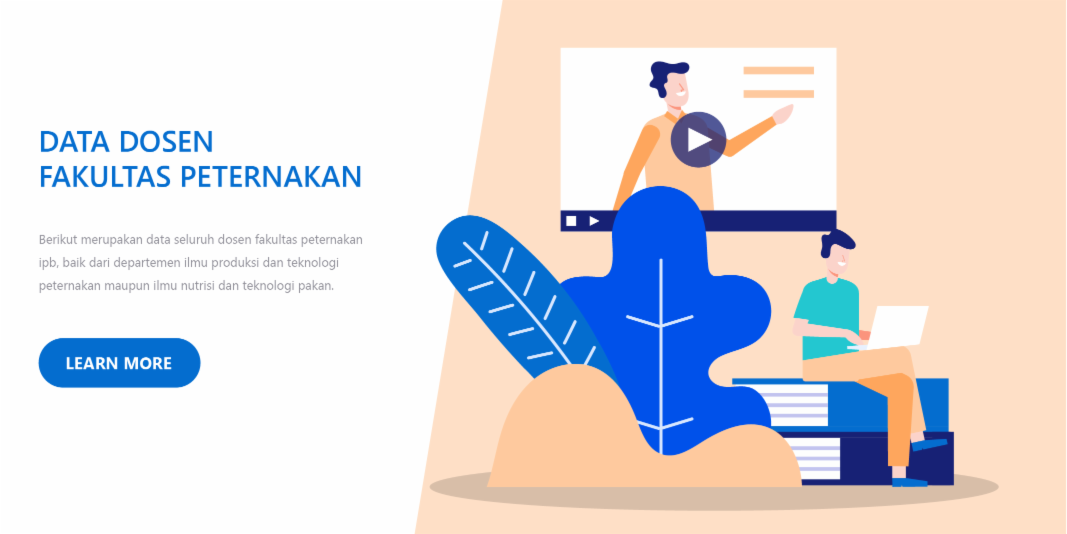 DATA DOSEN
FAKULTAS PETERNAKAN
Berikut merupakan data seluruh dosen fakultas peternakan
ipb, baik dari departemen ilmu produksi dan teknologi
peternakan maupun ilmu nutrisi dan teknologi pakan.
LEARN MORE